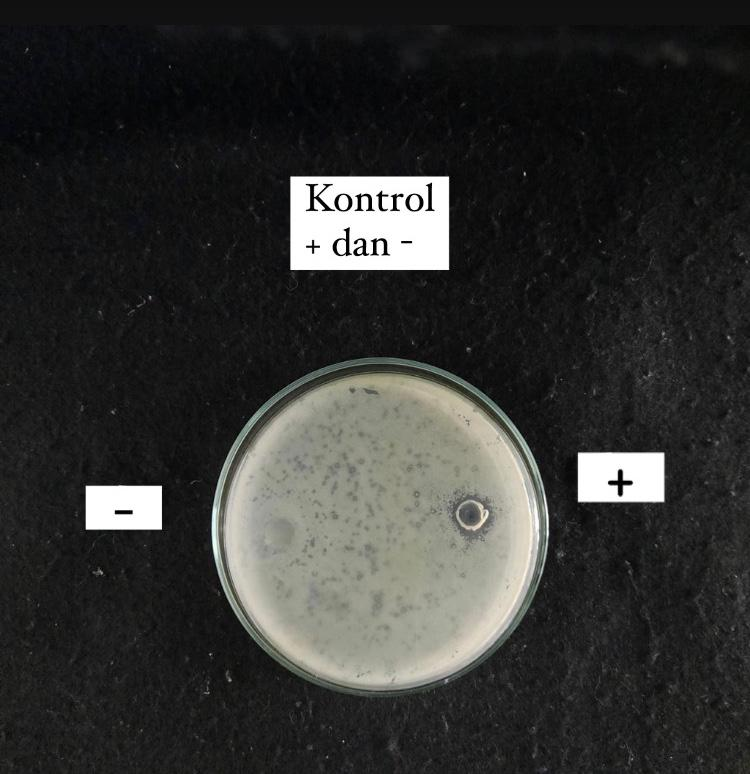 Kontrol
+ dan -
-
+